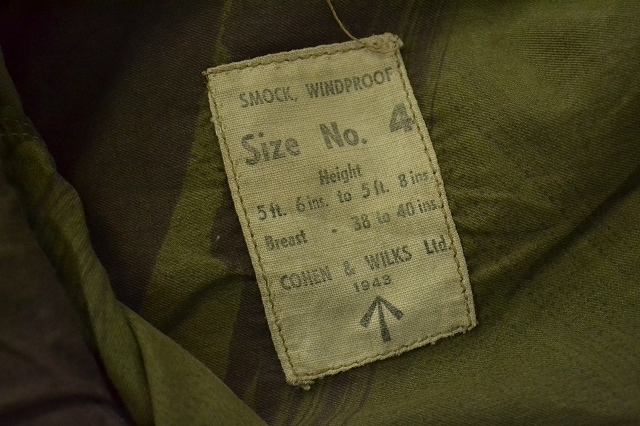 SMOCK, WINDPROOF
Size No. 4
Height
5 ft. 6 ins. to 5 ft. 8 ins.
Breast - 38 to 40 ins.
COHEN & WILKS Ltd.
1943